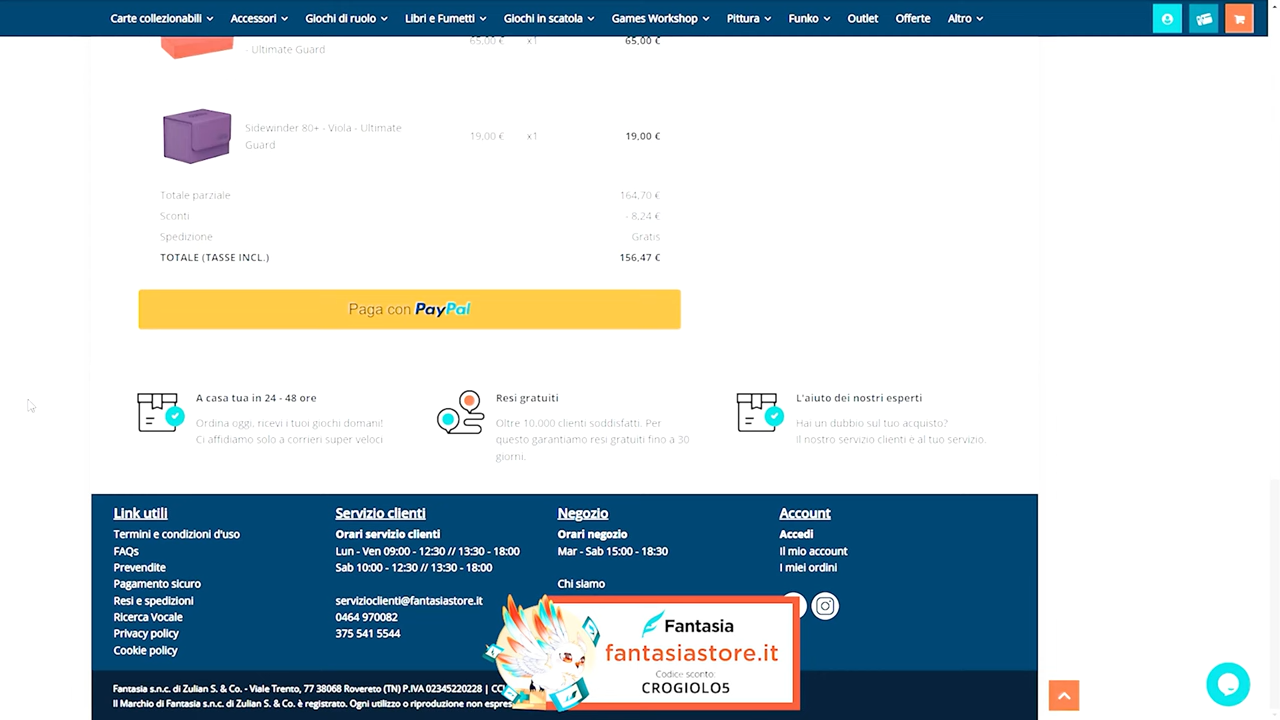 Carte collezionabili Accessori Giochi di ruolo Libri e Fumetti Giochi in scatola Games Workshop Pittura Funko Outlet Offerte Altro
65,00 € x1 65,00 €
- Ultimate Guard
Sidewinder 80+ - Viola - Ultimate
Guard
19,00 € x1 19,00 €
Totale parziale 164,70 €
Sconti - 8,24 €
Spedizione Gratis
TOTALE (TASSE INCL.) 156,47 €
Paga con PayPal
A casa tua in 24 - 48 ore
Ordina oggi, ricevi i tuoi giochi domani!
Ci affidiamo solo a corrieri super veloci
Resi gratuiti
Oltre 10.000 clienti soddisfatti. Per
questo garantiamo resi gratuiti fino a 30
giorni.
L'aiuto dei nostri esperti
Hai un dubbio sul tuo acquisto?
Il nostro servizio clienti è al tuo servizio.
Link utili
Termini e condizioni d'uso
FAQs
Prevendite
Pagamento sicuro
Resi e spedizioni
Ricerca Vocale
Privacy policy
Cookie policy
Servizio clienti
Orari servizio clienti
Lun - Ven 09:00 - 12:30 // 13:30 - 18:00
Sab 10:00 - 12:30 // 13:30 - 18:00
servizioclienti@fantasiastore.it
0464 970082
375 541 5544
Negozio
Orari negozio
Mar - Sab 15:00 - 18:30
Chi siamo
Account
Accedi
Il mio account
I miei ordini
Fantasia
fantasiastore.it
Codice sconto:
CROGIOLO5
Fantasia s.n.c. di Zulian S. & Co. - Viale Trento, 77 38068 Rovereto (TN) P.IVA 02345220228 |
Il Marchio di Fantasia s.n.c. di Zulian S. & Co. è registrato. Ogni utilizzo o riproduzione non